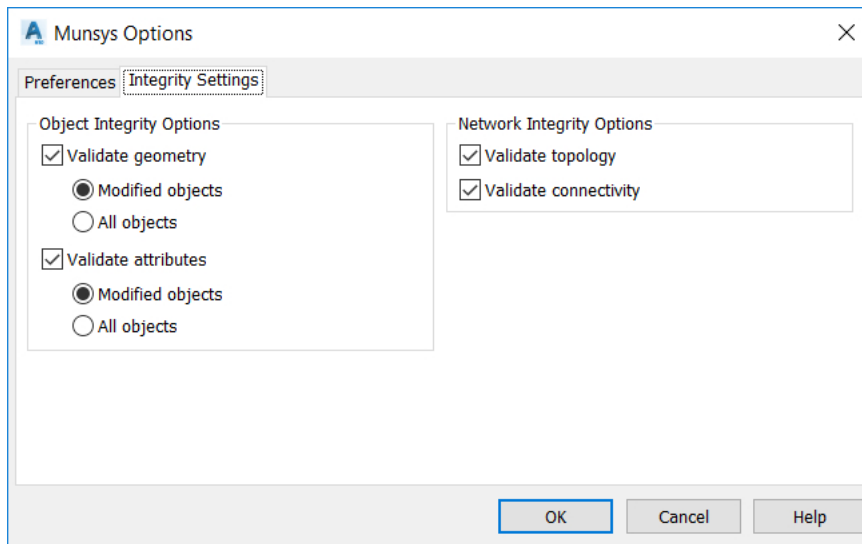 Munsys Options
Preferences
Integrity Settings
Object Integrity Options
Validate geometry
Modified objects
All objects
Validate attributes
Modified objects
All objects
Network Integrity Options
Validate topology
Validate connectivity
OK
Cancel
Help